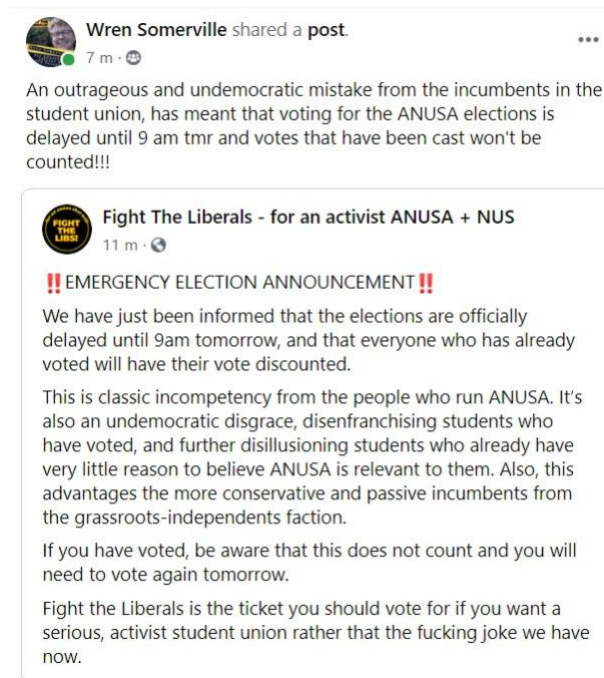 Wren Somerville shared a post.
7 m ·
An outrageous and undemocratic mistake from the incumbents in the
student union, has meant that voting for the ANUSA elections is
delayed until 9 am tmr and votes that have been cast won't be
counted!!!
FIGHT
THE
LIBS!
Fight The Liberals - for an activist ANUSA + NUS
11 m ·
‼️EMERGENCY ELECTION ANNOUNCEMENT‼️
We have just been informed that the elections are officially
delayed until 9am tomorrow, and that everyone who has already
voted will have their vote discounted.
This is classic incompetency from the people who run ANUSA. It's
also an undemocratic disgrace, disenfranchising students who
have voted, and further disillusioning students who already have
very little reason to believe ANUSA is relevant to them. Also, this
advantages the more conservative and passive incumbents from
the grassroots-independents faction.
If you have voted, be aware that this does not count and you will
need to vote again tomorrow.
Fight the Liberals is the ticket you should vote for if you want a
serious, activist student union rather that the fucking joke we have
now.